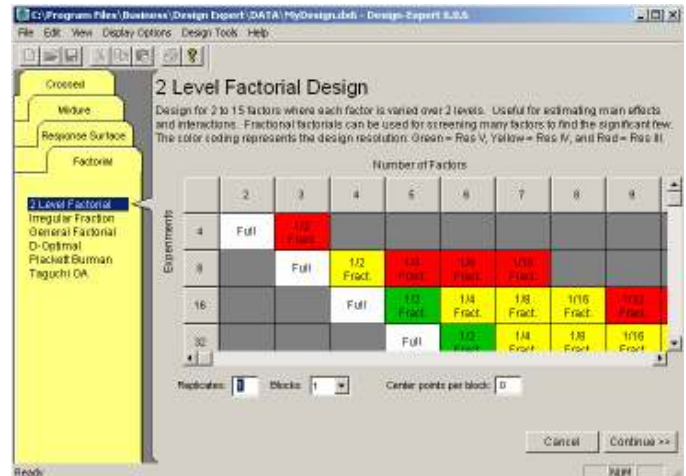 C:\Program Files\Business\Design Expert\DATA\MyDesign.dx6 - Design-Expert 6.0.6
File Edit View Display Options Design Tools Help
Crossed
Mixture
Response Surface
Factorial
2 Level Factorial
Irregular Fraction
General Factorial
D-Optimal
Plackett Burman
Taguchi OA
2 Level Factorial Design
Design for 2 to 15 factors where each factor is varied over 2 levels. Useful for estimating main effects
and interactions. Fractional factorials can be used for screening many factors to find the significant few.
The color coding represents the design resolution: Green = Res V, Yellow = Res IV, and Red = Res III.
Number of Factors
2 3 4 5 6 7 8 9
Experiments
4 Full 1/2 Fract.
8 Full 1/2 Fract. 1/4 Fract. 1/8 Fract. 1/16 Fract.
16 Full 1/2 Fract. 1/4 Fract. 1/8 Fract. 1/16 Fract. 1/32 Fract.
32 Full 1/2 Fract. 1/4 Fract. 1/8 Fract. 1/16 Fract.
Replicates: 1 Blocks: 1 Center points per block: 0
Cancel Continue >>
Ready NUM